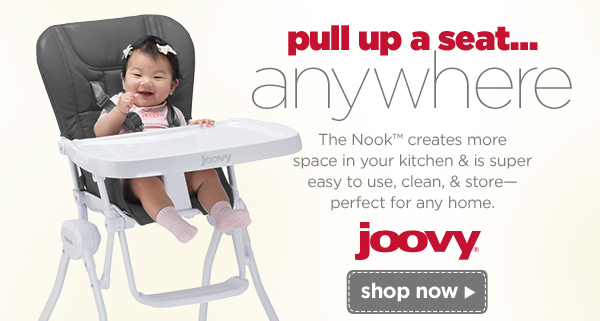 pull up a seat...
anywhere
The Nook™ creates more
space in your kitchen & is super
easy to use, clean, & store—
perfect for any home.
joovy®
shop now ▶
joovy